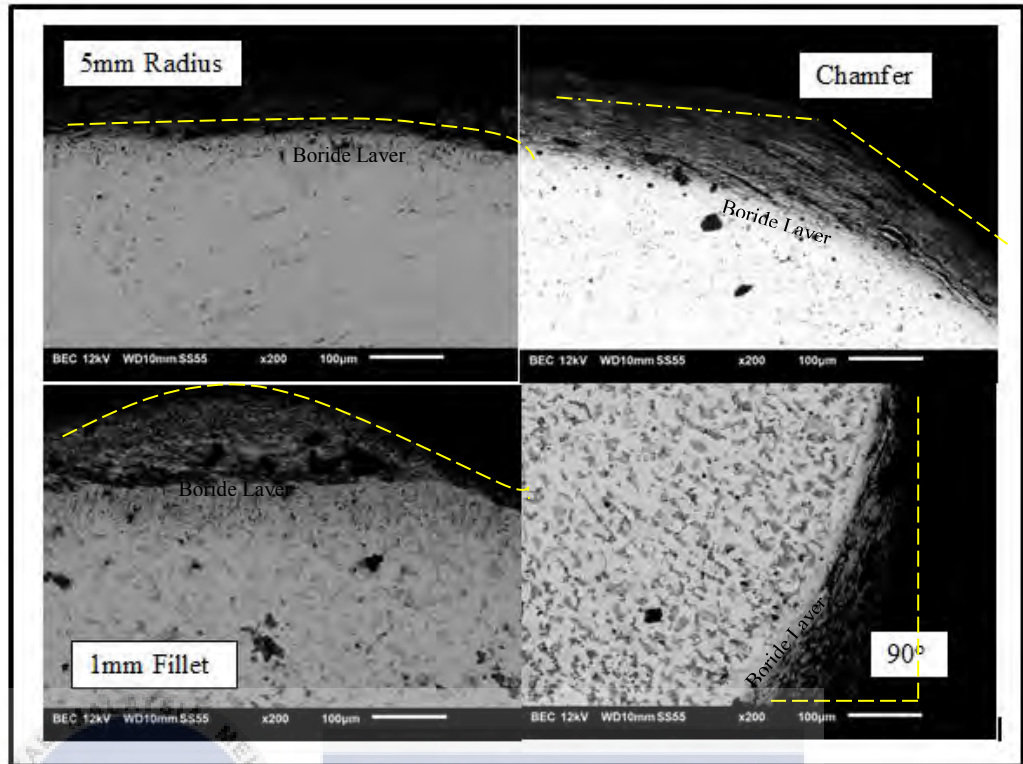 5mm Radius
Boride Layer
BEC 12kV WD10mm SS55 x200 100µm
Chamfer
Boride Layer
BEC 12kV WD10mm SS55 x200 100µm
Boride Layer
1mm Fillet
BEC 12kV WD10mm SS55 x200 100µm
Boride Layer
90°
BEC 12kV WD10mm SS55 x200 100µm